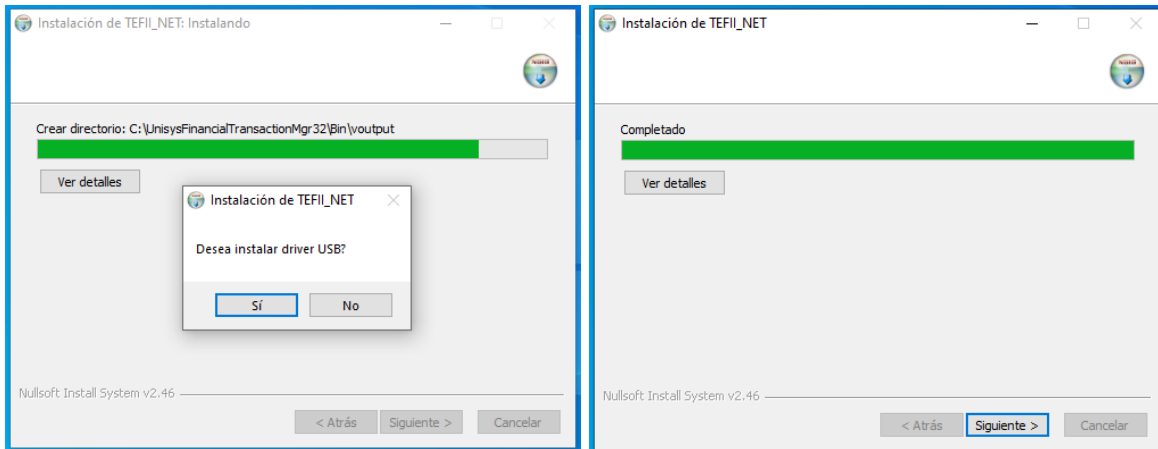 Instalación de TEFII_NET: Instalando
Crear directorio: C:\UnisysFinancialTransactionMgr32\Bin\voutput
Ver detalles
Instalación de TEFII_NET
Desea instalar driver USB?
Sí
No
Nullsoft Install System v2.46
< Atrás
Siguiente >
Cancelar
Instalación de TEFII_NET
Completado
Ver detalles
Nullsoft Install System v2.46
< Atrás
Siguiente >
Cancelar